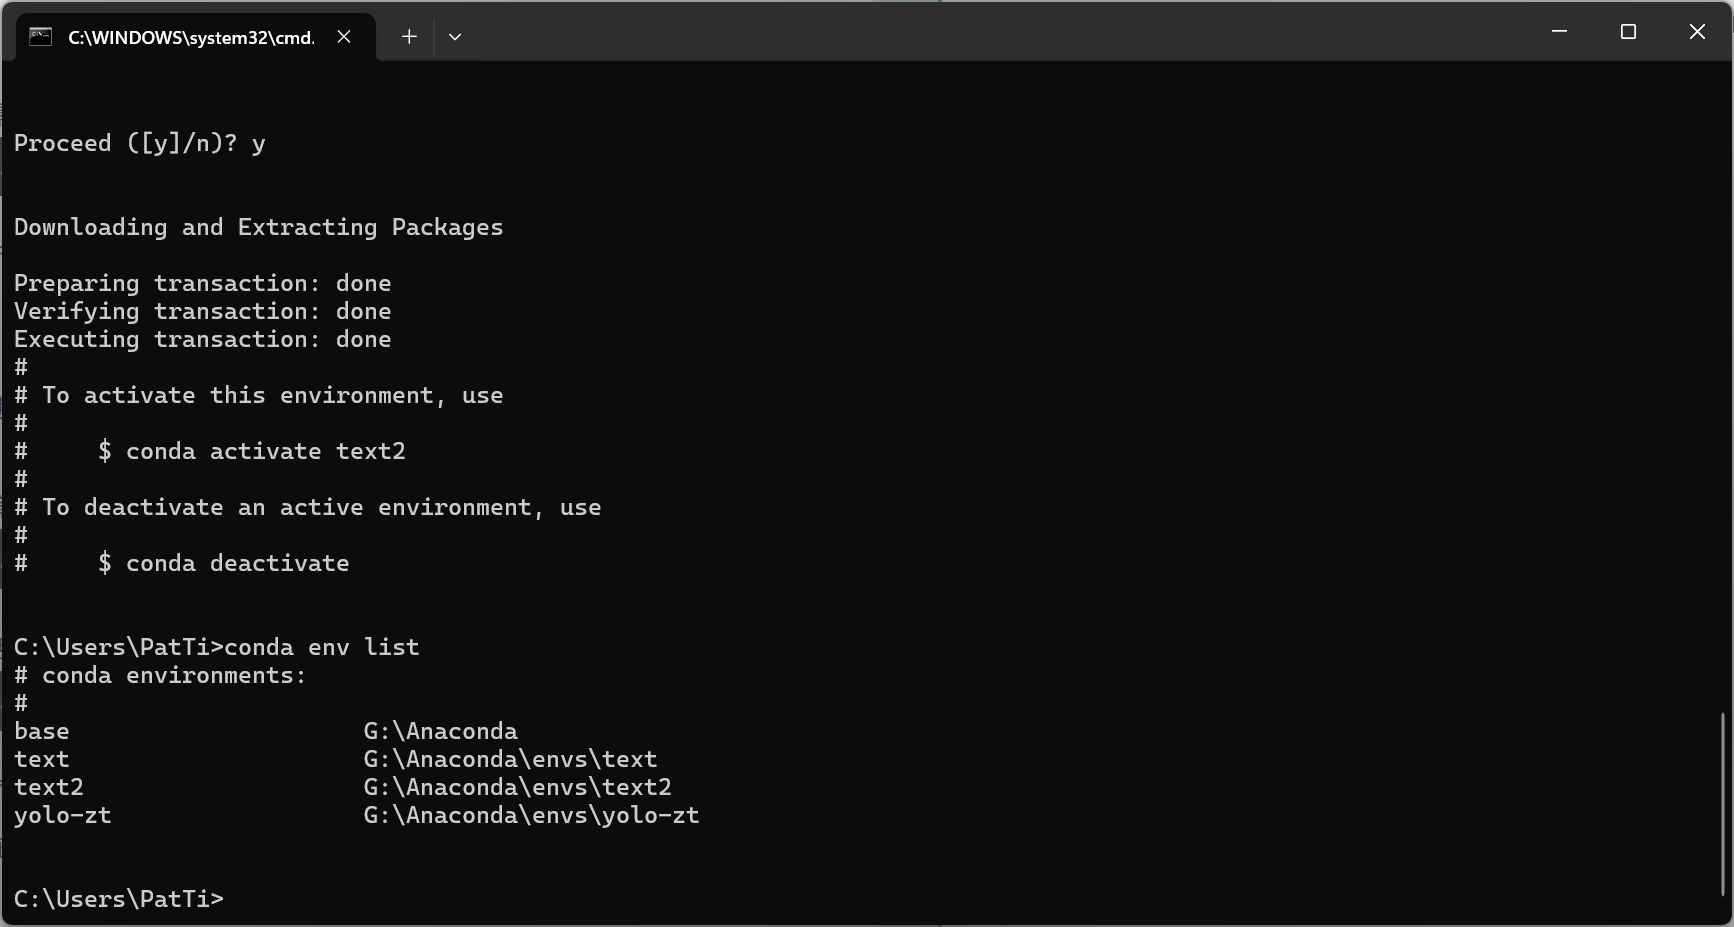 C:\WINDOWS\system32\cmd.
Proceed ([y]/n)? y
Downloading and Extracting Packages
Preparing transaction: done
Verifying transaction: done
Executing transaction: done
#
# To activate this environment, use
#
#     $ conda activate text2
#
# To deactivate an active environment, use
#
#     $ conda deactivate
C:\Users\PatTi>conda env list
# conda environments:
#
base                     G:\Anaconda
text                     G:\Anaconda\envs\text
text2                    G:\Anaconda\envs\text2
yolo-zt                  G:\Anaconda\envs\yolo-zt
C:\Users\PatTi>